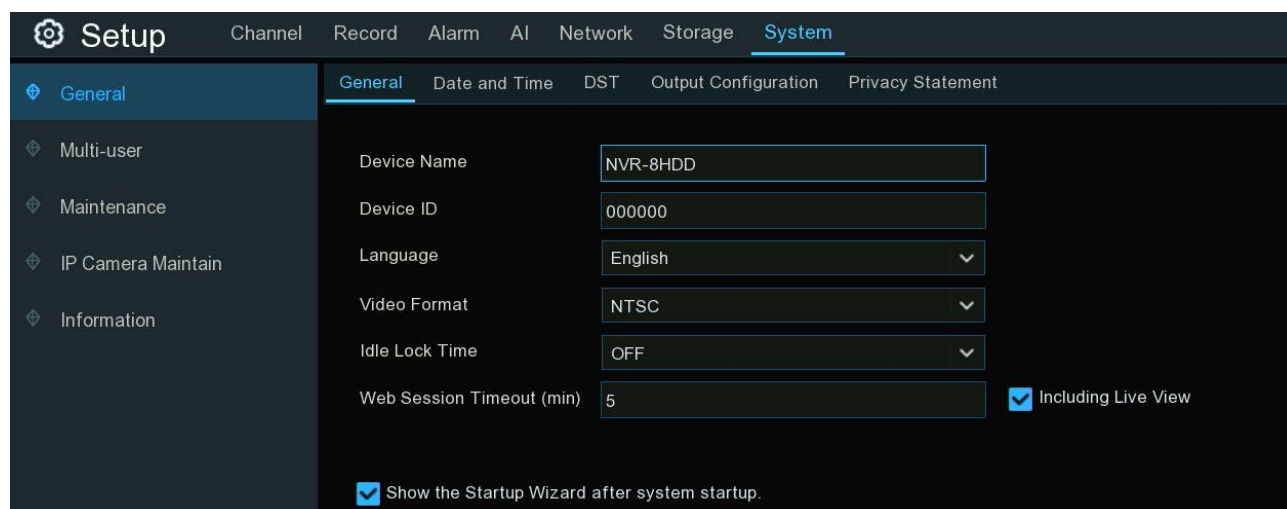 Setup Channel Record Alarm AI Network Storage System
General
Multi-user
Maintenance
IP Camera Maintain
Information
General Date and Time DST Output Configuration Privacy Statement
Device Name NVR-8HDD
Device ID 000000
Language English
Video Format NTSC
Idle Lock Time OFF
Web Session Timeout (min) 5 Including Live View
Show the Startup Wizard after system startup.